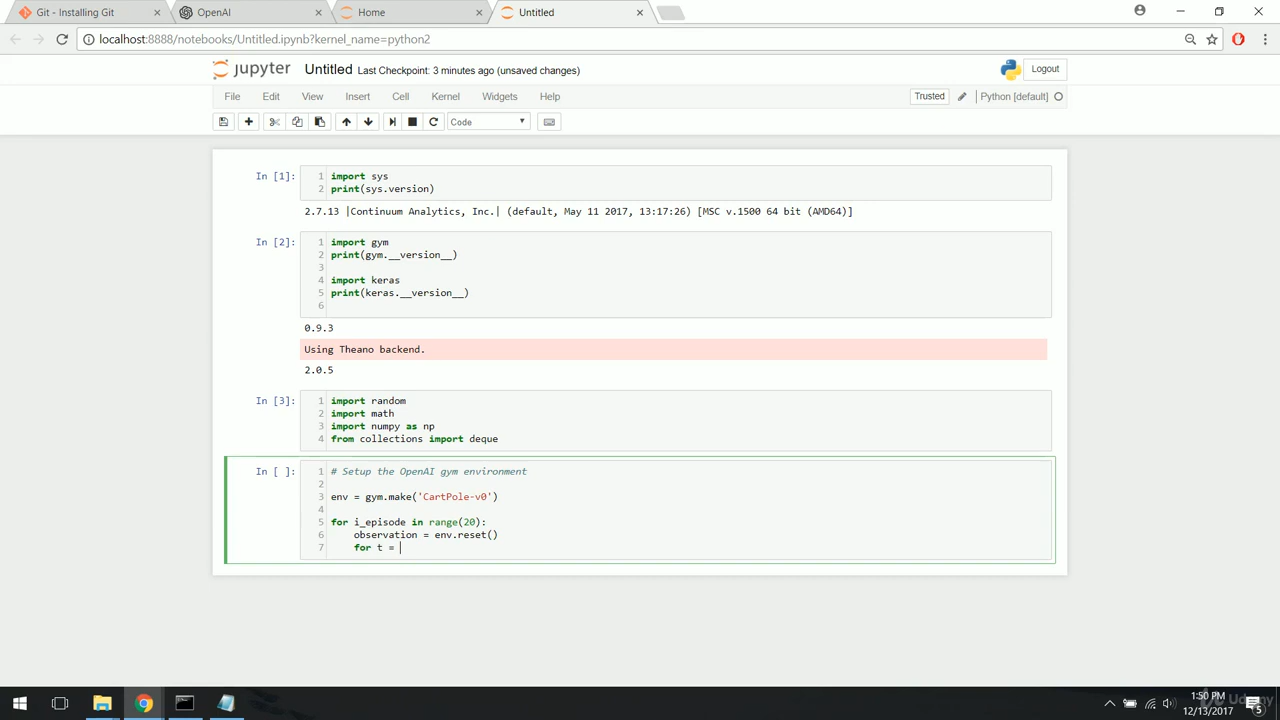 Git - Installing Git
OpenAI
Home
Untitled
localhost:8888/notebooks/Untitled.ipynb?kernel_name=python2
jupyter Untitled Last Checkpoint: 3 minutes ago (unsaved changes)
Logout
File Edit View Insert Cell Kernel Widgets Help
Trusted
Python [default]
Code
In [1]:
1 import sys
2 print(sys.version)
2.7.13 |Continuum Analytics, Inc.| (default, May 11 2017, 13:17:26) [MSC v.1500 64 bit (AMD64)]
In [2]:
1 import gym
2 print(gym.__version__)
3
4 import keras
5 print(keras.__version__)
6
0.9.3
Using Theano backend.
2.0.5
In [3]:
1 import random
2 import math
3 import numpy as np
4 from collections import deque
In [ ]:
1 # Setup the OpenAI gym environment
2
3 env = gym.make('CartPole-v0')
4
5 for i_episode in range(20):
6 observation = env.reset()
7 for t =
1:50 PM
12/13/2017
5
Udemy